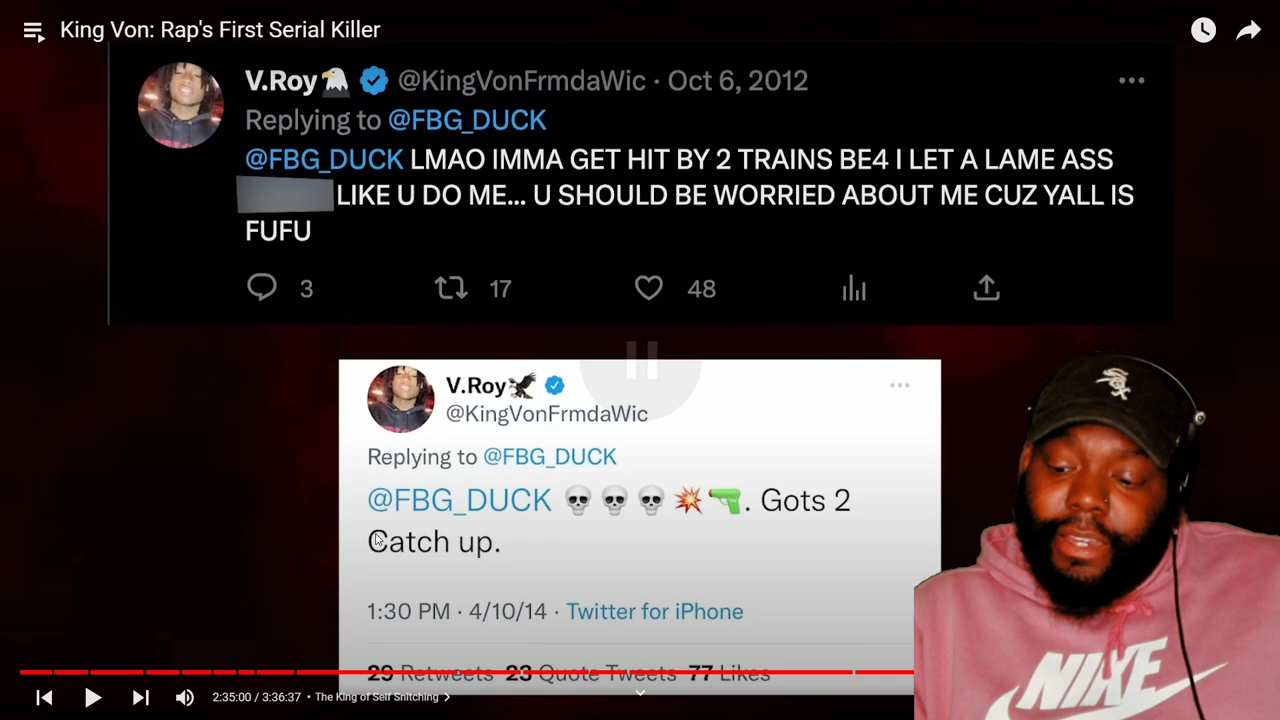 King Von: Rap's First Serial Killer
V.Roy @KingVonFrmdaWic · Oct 6, 2012
Replying to @FBG_DUCK
@FBG_DUCK LMAO IMMA GET HIT BY 2 TRAINS BE4 I LET A LAME ASS
LIKE U DO ME... U SHOULD BE WORRIED ABOUT ME CUZ YALL IS
FUFU
3 17 48
V.Roy
@KingVonFrmdaWic
Replying to @FBG_DUCK
@FBG_DUCK 💀💀💀💥🔫. Gots 2
Catch up.
1:30 PM · 4/10/14 · Twitter for iPhone
29 Retweets 23 Quote Tweets 77 Likes
2:35:00 / 3:36:37 • The King of Self Snitching
Sox
NIKE